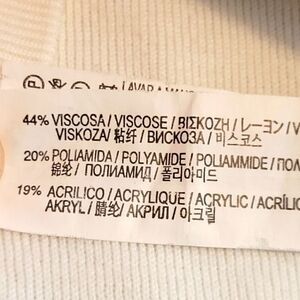 LAVAR A MANO
44% VISCOSA / VISCOSE / ΒΙΣΚΟΖΗ / レーヨン /
VISKOZA / 粘纤 / ВИСКОЗА / 비스코스
20% POLIAMIDA / POLYAMIDE / POLIAMMIDE /
锦纶 / ПОЛИАМИД / 폴리아미드
19% ACRILICO / ACRYLIQUE / ACRYLIC /
AKRYL / 腈纶 / АКРИЛ / 아크릴